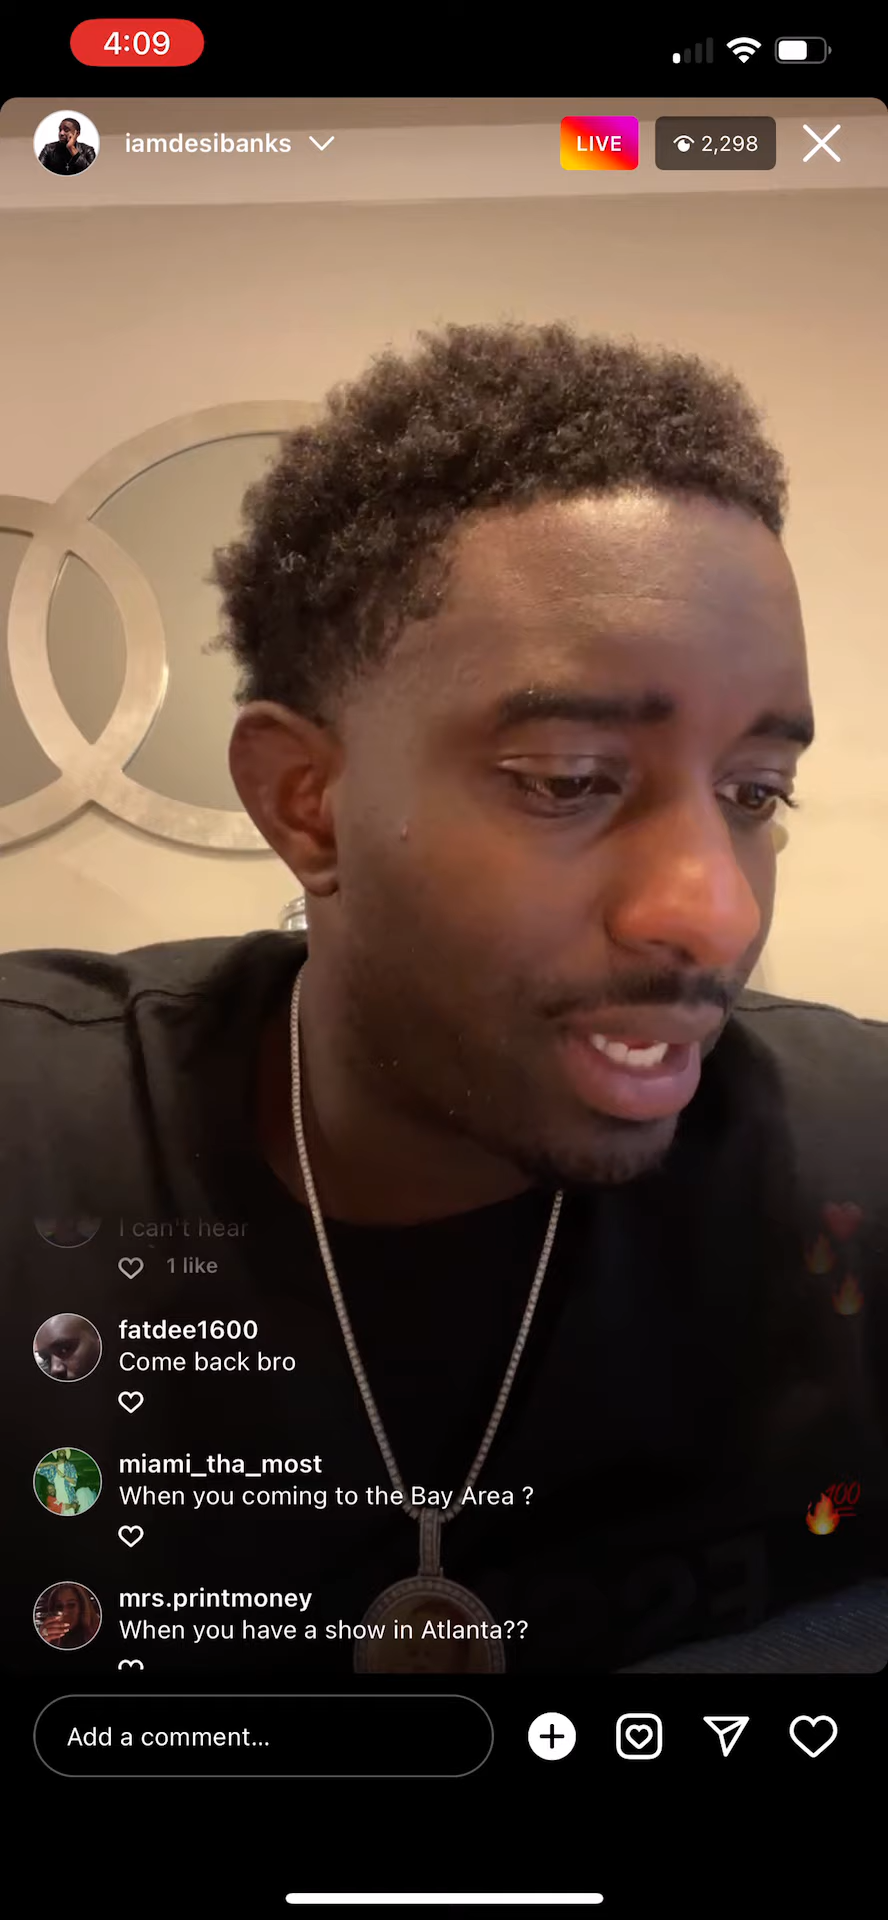 4:09
iamdesibanks
LIVE
2,298
I can't hear
1 like
fatdee1600
Come back bro
miami_tha_most
When you coming to the Bay Area ?
100
mrs.printmoney
When you have a show in Atlanta??
Add a comment...